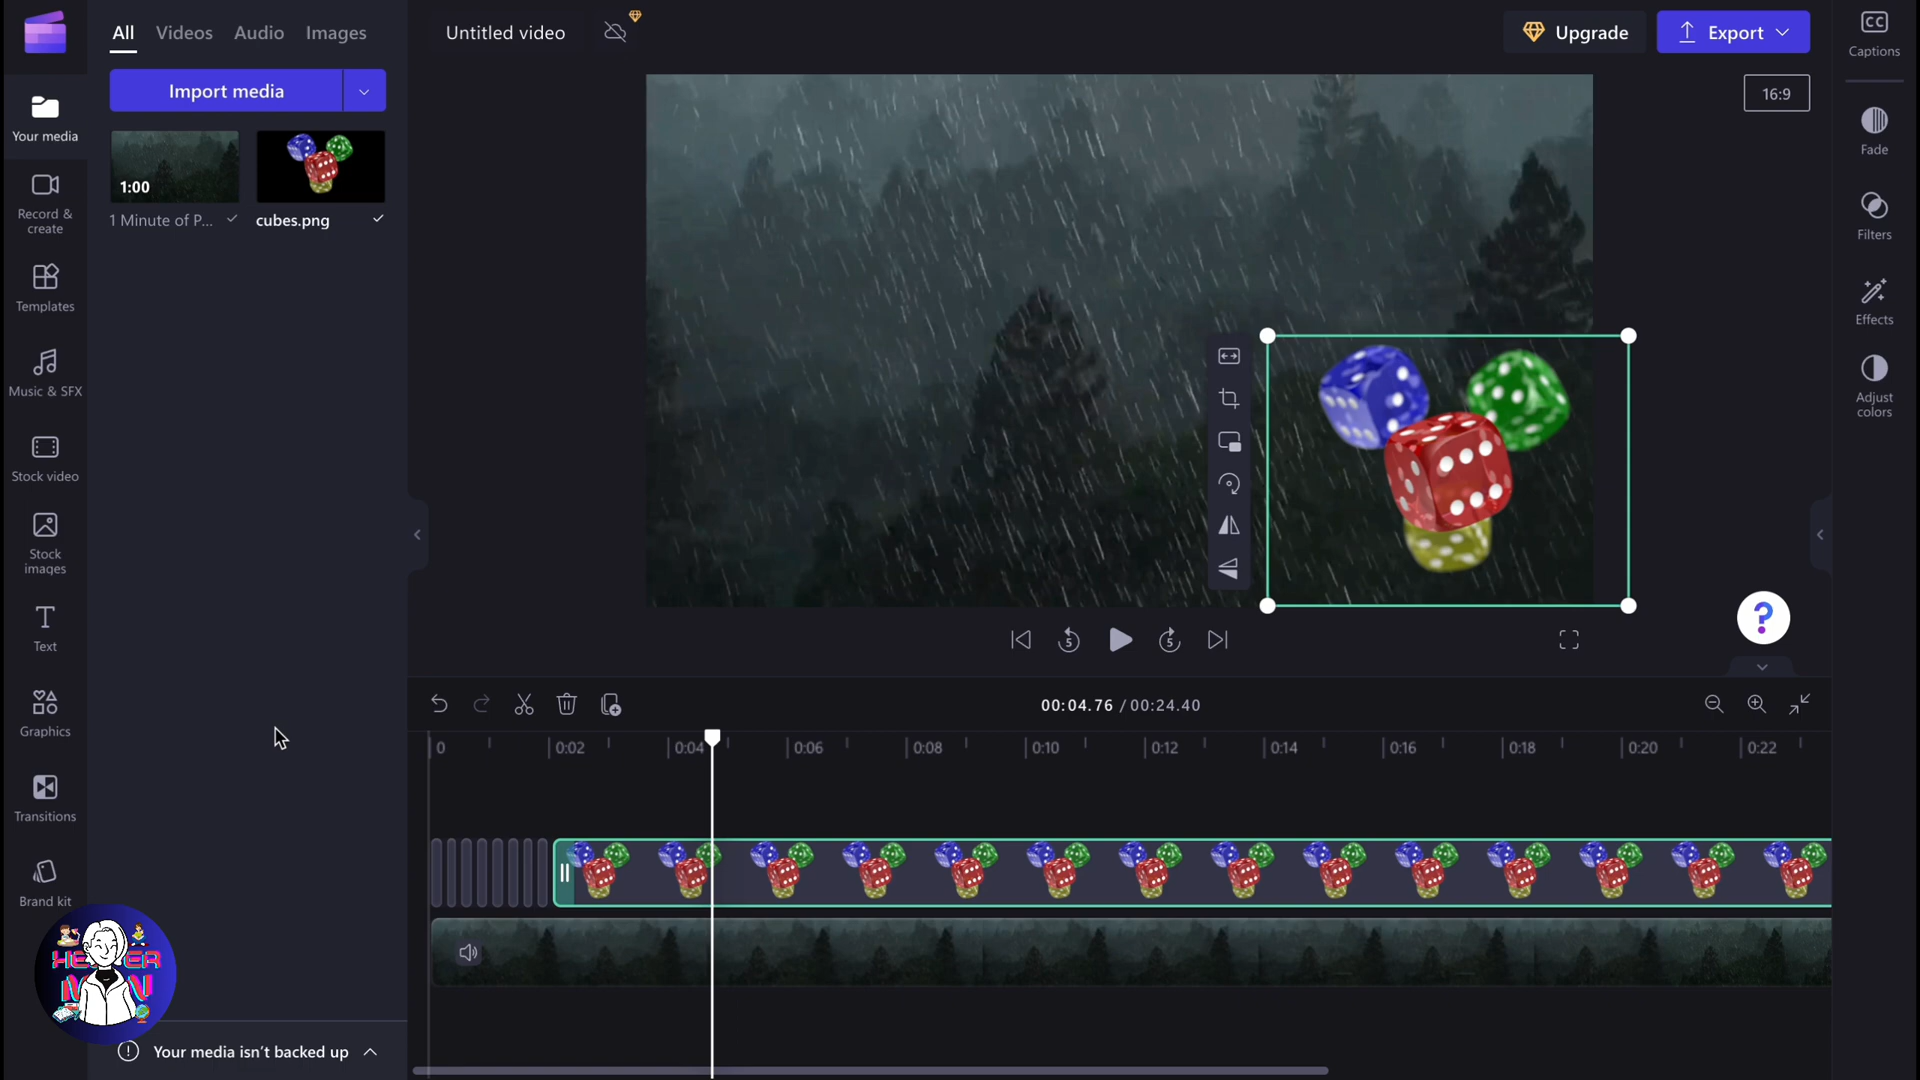 All Videos Audio Images
Untitled video
Upgrade
Export
Captions
Import media
16:9
Your media
1:00
1 Minute of P...
cubes.png
Fade
Record &
create
Filters
Templates
Effects
Music & SFX
Adjust
colors
Stock video
Stock
images
Text
5
5
?
Graphics
00:04.76 / 00:24.40
0 0:02 0:04 0:06 0:08 0:10 0:12 0:14 0:16 0:18 0:20 0:22
Transitions
Brand kit
Your media isn't backed up